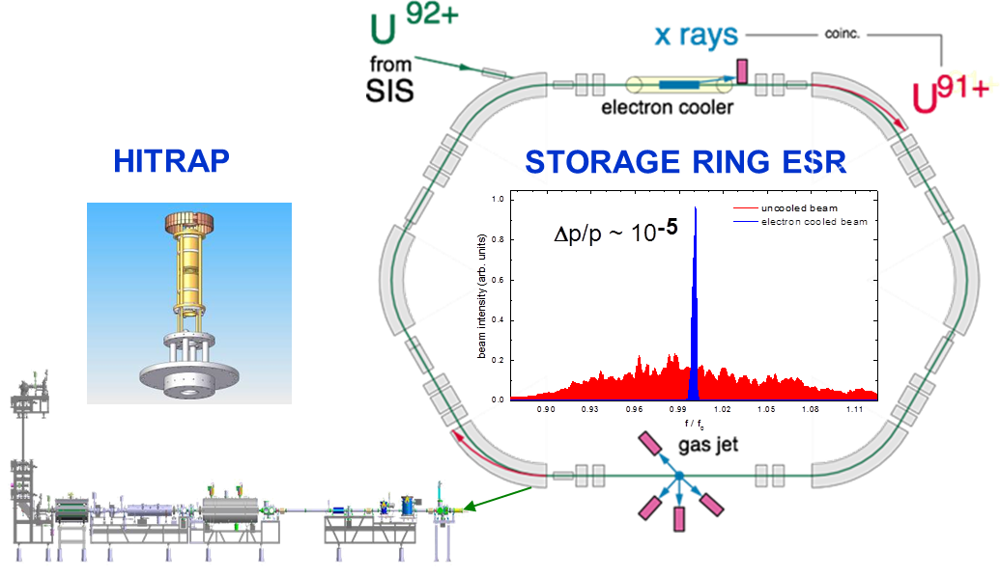 U 92+
from
SIS
x rays
coinc.
U91+
electron cooler
HITRAP
STORAGE RING ESR
uncooled beam
electron cooled beam
Δp/p ~ 10-5
beam intensity (arb. units)
1.0
0.8
0.6
0.4
0.2
0.0
0.90 0.93 0.96 0.99 1.02 1.05 1.08 1.11
f / f0
gas jet